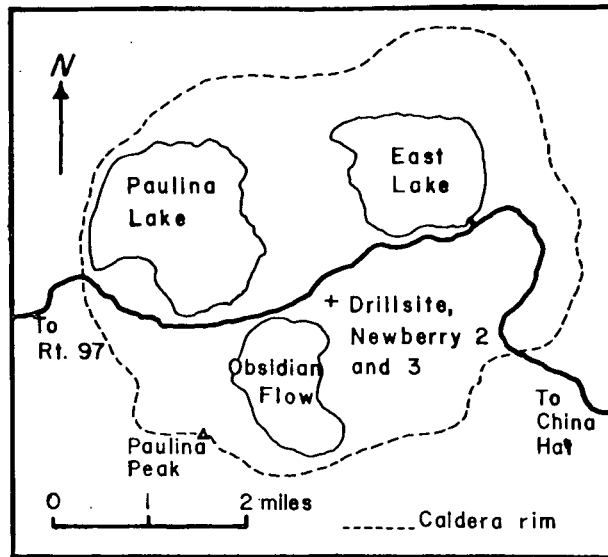 N
Paulina
Lake
East
Lake
Drillsite,
Newberry 2
and 3
To
Rt. 97
Obsidian
Flow
To
China
Hat
Paulina
Peak
0 1 2 miles
Caldera rim